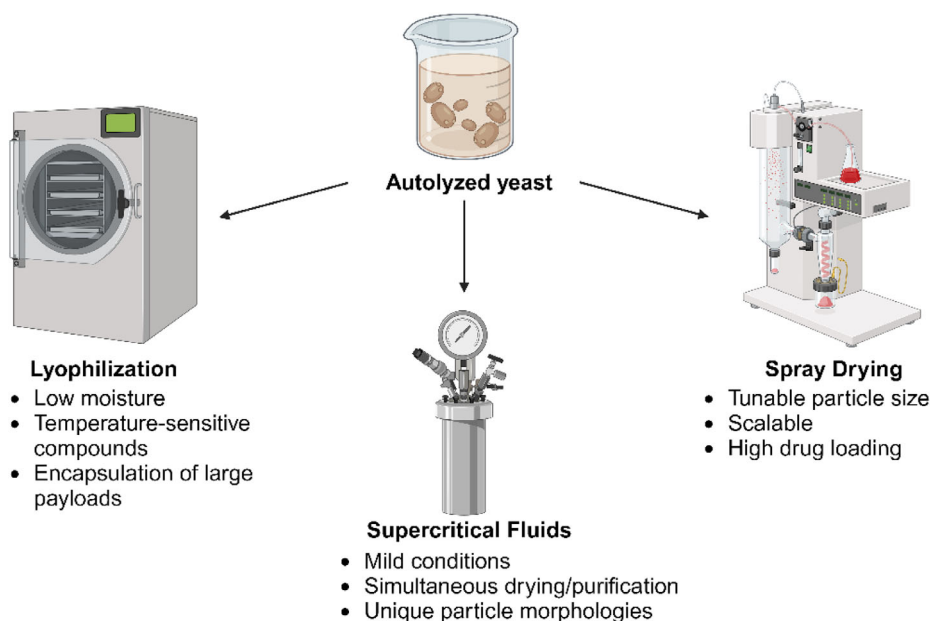 Autolyzed yeast
Lyophilization
• Low moisture
• Temperature-sensitive
compounds
• Encapsulation of large
payloads
Supercritical Fluids
• Mild conditions
• Simultaneous drying/purification
• Unique particle morphologies
Spray Drying
• Tunable particle size
• Scalable
• High drug loading